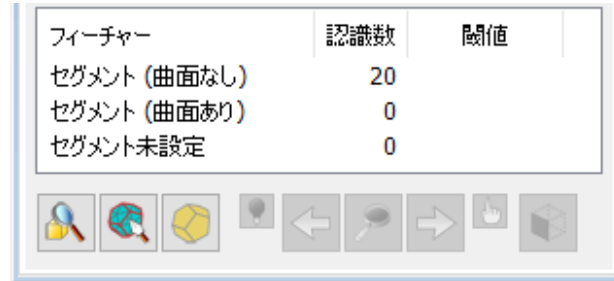 フィーチャー 認識数 閾値
セグメント (曲面なし) 20
セグメント (曲面あり) 0
セグメント未設定 0